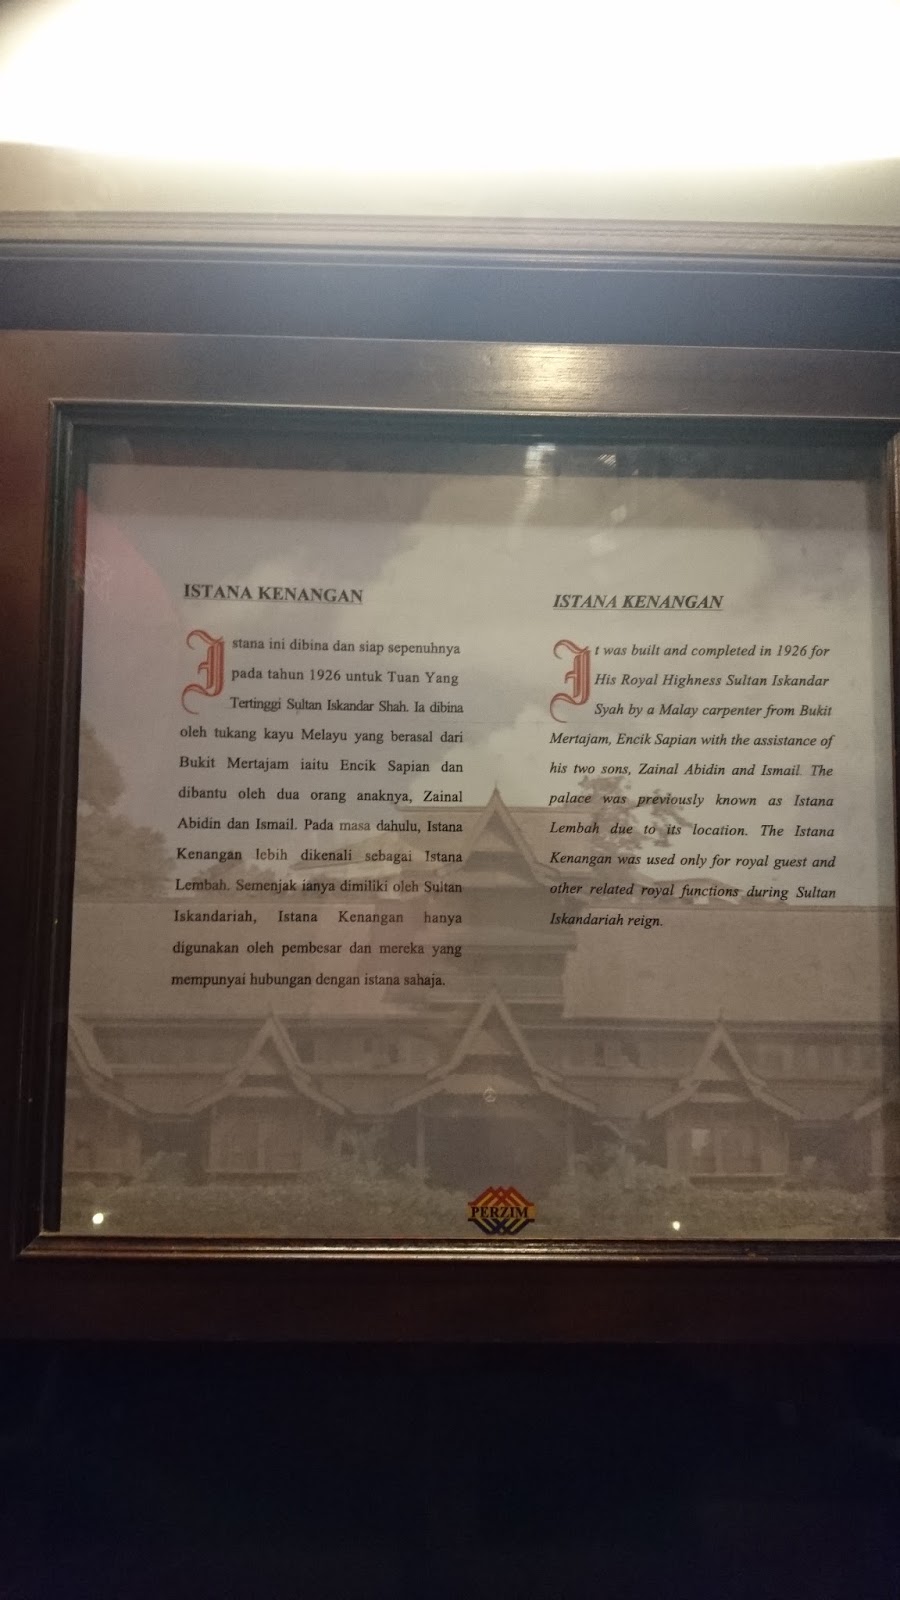 ISTANA KENANGAN
Istana ini dibina dan siap sepenuhnya
pada tahun 1926 untuk Tuan Yang
Tertinggi Sultan Iskandar Shah. Ia dibina
oleh tukang kayu Melayu yang berasal dari
Bukit Mertajam iaitu Encik Sapian dan
dibantu oleh dua orang anaknya, Zainal
Abidin dan Ismail. Pada masa dahulu, Istana
Kenangan lebih dikenali sebagai Istana
Lembah. Semenjak ianya dimiliki oleh Sultan
Iskandariah, Istana Kenangan hanya
digunakan oleh pembesar dan mereka yang
mempunyai hubungan dengan istana sahaja.
ISTANA KENANGAN
It was built and completed in 1926 for
His Royal Highness Sultan Iskandar
Syah by a Malay carpenter from Bukit
Mertajam, Encik Sapian with the assistance of
his two sons, Zainal Abidin and Ismail. The
palace was previously known as Istana
Lembah due to its location. The Istana
Kenangan was used only for royal guest and
other related royal functions during Sultan
Iskandariah reign.
PERZIM